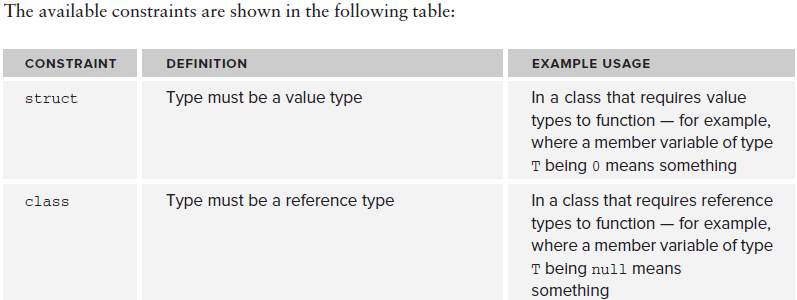 The available constraints are shown in the following table:
CONSTRAINT DEFINITION EXAMPLE USAGE
struct Type must be a value type In a class that requires value
types to function — for example,
where a member variable of type
T being 0 means something
class Type must be a reference type In a class that requires reference
types to function — for example,
where a member variable of type
T being null means
something